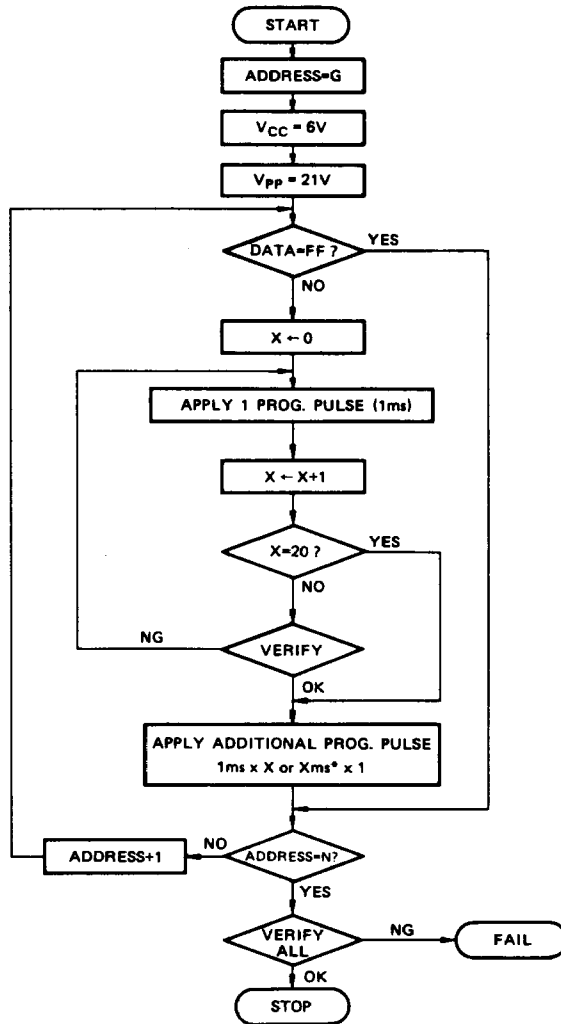 START
ADDRESS=G
VCC = 6V
VPP = 21V
DATA=FF ?
YES
NO
X ← 0
APPLY 1 PROG. PULSE (1ms)
X ← X+1
X=20 ?
YES
NO
NG
VERIFY
OK
APPLY ADDITIONAL PROG. PULSE
1ms x X or Xms* x 1
ADDRESS+1
NO
ADDRESS=N?
YES
VERIFY
ALL
NG
FAIL
OK
STOP